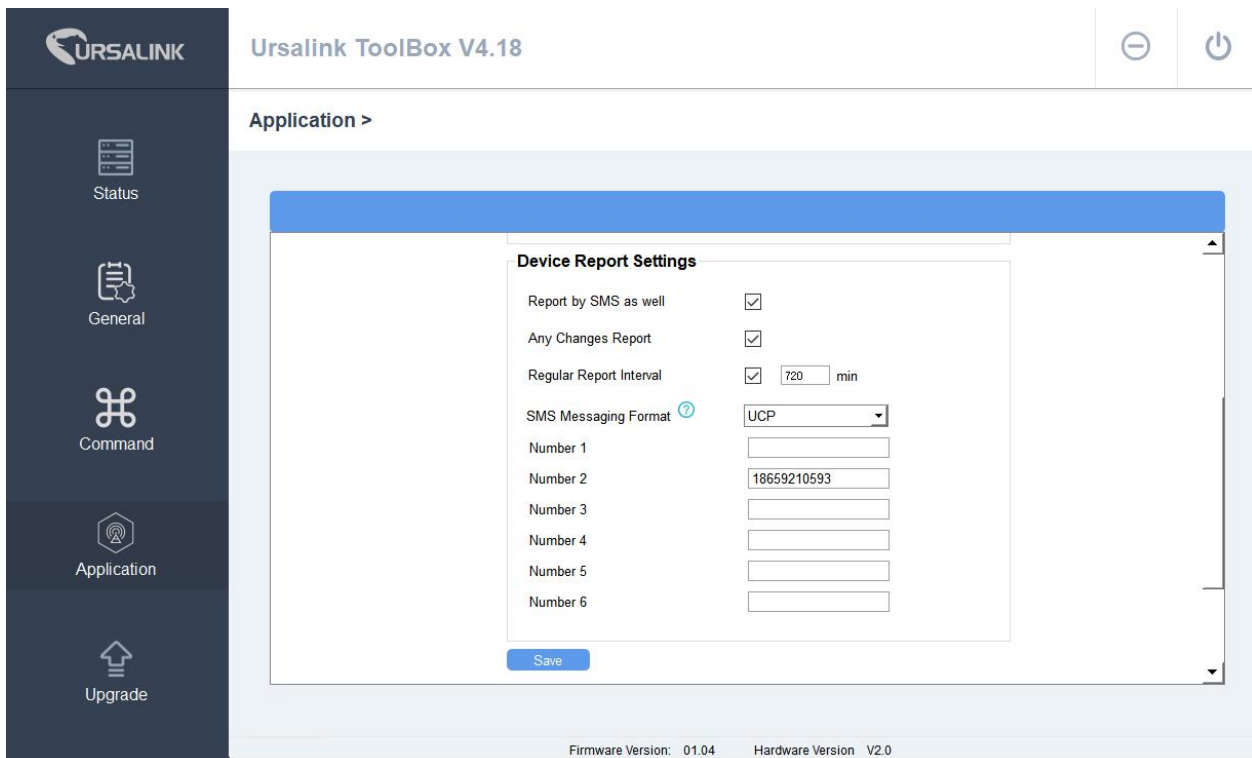 URSALINK
Ursalink ToolBox V4.18
Application >
Status
General
Command
Application
Upgrade
Device Report Settings
Report by SMS as well
Any Changes Report
Regular Report Interval 720 min
SMS Messaging Format ? UCP
Number 1
Number 2 18659210593
Number 3
Number 4
Number 5
Number 6
Save
Firmware Version: 01.04 Hardware Version V2.0